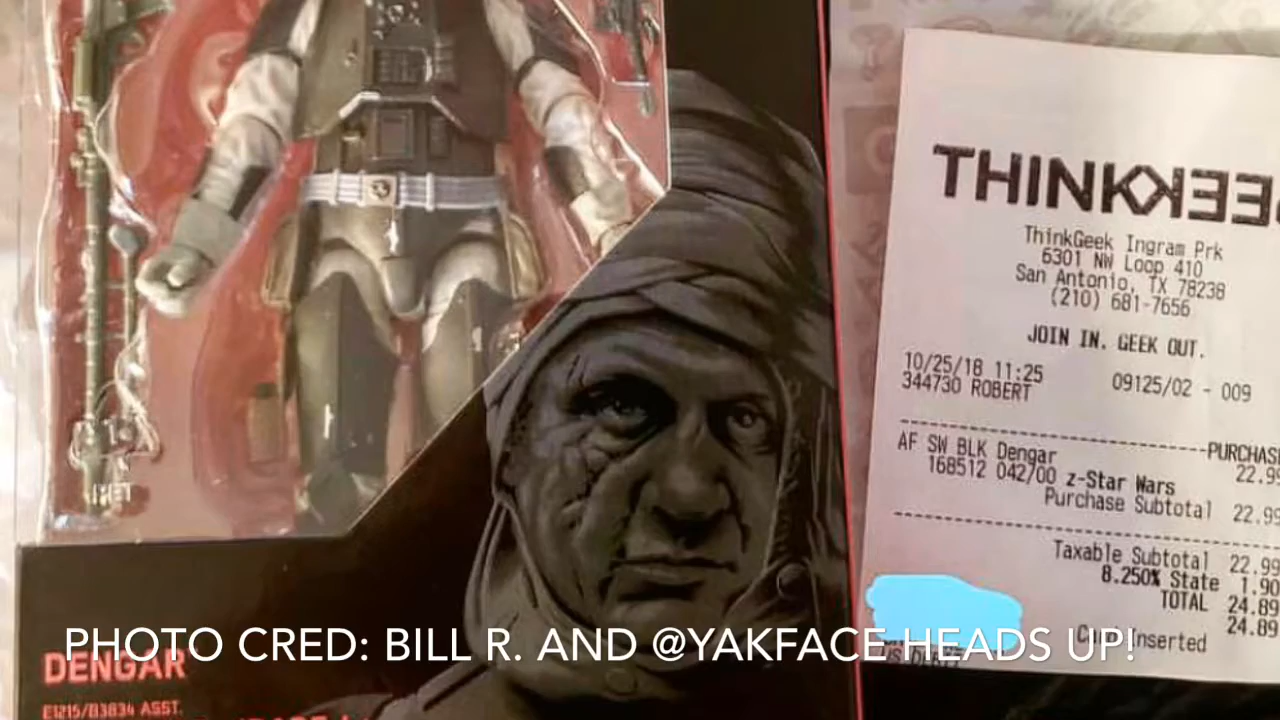 THINKKEE
ThinkGeek Ingram Prk
6301 NW Loop 410
San Antonio, TX 78238
(210) 681-7656
JOIN IN. GEEK OUT.
10/25/18 11:25
344730 ROBERT 09125/02 - 009
PURCHASE
AF SW BLK Dengar 22.99
168512 042/00 z-Star Wars
Purchase Subtotal 22.99
Taxable Subtotal 22.99
8.250% State 1.90
TOTAL 24.89
24.89
Inserted
PHOTO CRED: BILL R. AND @YAKFACE HEADS UP!
DENGAR
E1215/B3834 ASST.